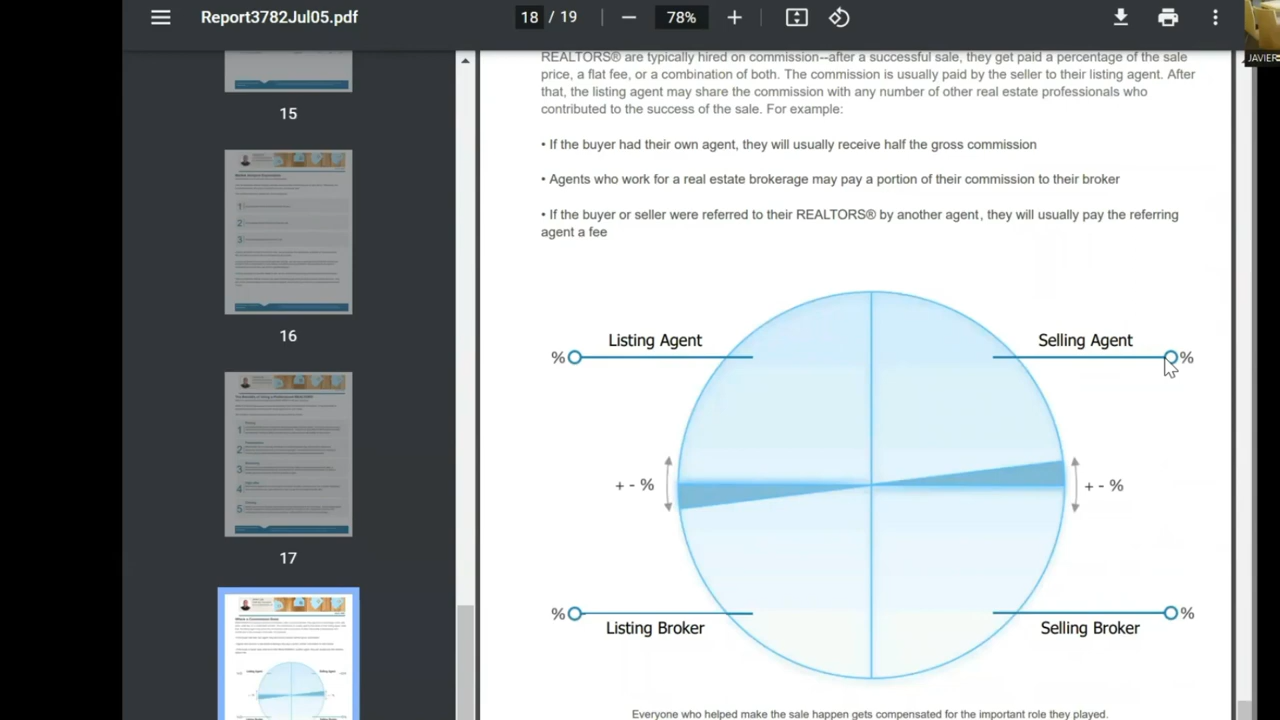 Report3782Jul05.pdf
18 / 19
78%
JAVIER
15
16
17
REALTORS® are typically hired on commission--after a successful sale, they get paid a percentage of the sale
price, a flat fee, or a combination of both. The commission is usually paid by the seller to their listing agent. After
that, the listing agent may share the commission with any number of other real estate professionals who
contributed to the success of the sale. For example:
• If the buyer had their own agent, they will usually receive half the gross commission
• Agents who work for a real estate brokerage may pay a portion of their commission to their broker
• If the buyer or seller were referred to their REALTORS® by another agent, they will usually pay the referring
agent a fee
Listing Agent
%
Selling Agent
%
+ - %
+ - %
%
Listing Broker
%
Selling Broker
Everyone who helped make the sale happen gets compensated for the important role they played.